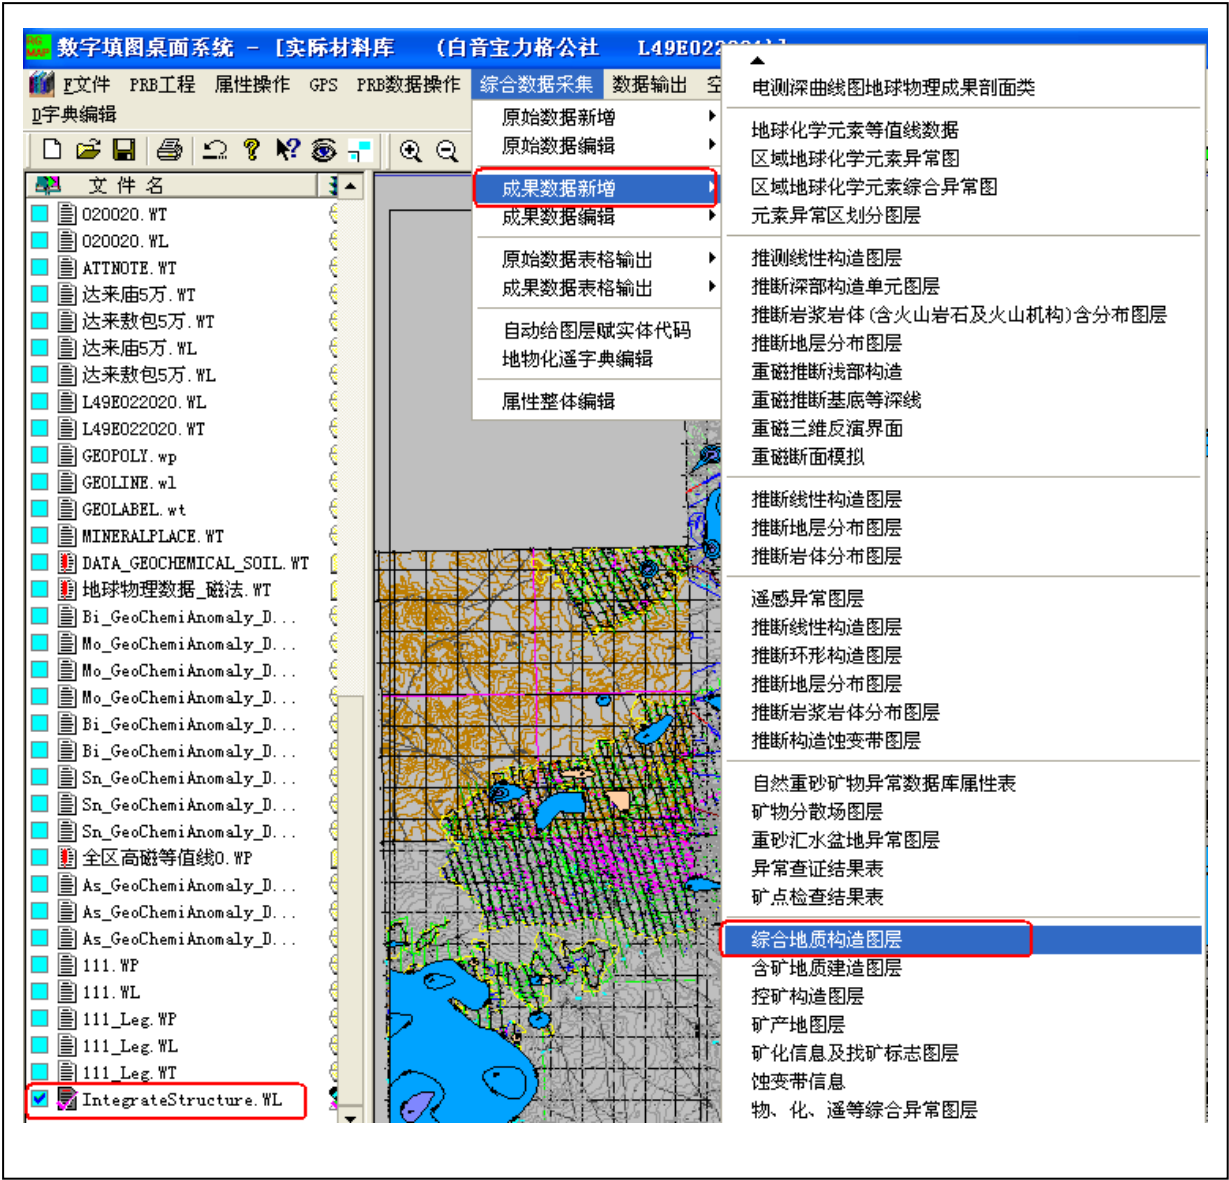 RG
MAP
数字填图桌面系统 - [实际材料库 (白音宝力格公社 L49E022
F文件 PRB工程 属性操作 GPS PRB数据操作 综合数据采集 数据输出
D字典编辑
文件名
020020.WT
020020.WL
ATTNOTE.WT
达来庙5万.WT
达来敖包5万.WT
达来庙5万.WL
达来敖包5万.WL
L49E022020.WL
L49E022020.WT
GEOPOLY.wp
GEOLINE.wl
GEOLABEL.wt
MINERALPLACE.WT
DATA_GEOCHEMICAL_SOIL.WT
地球物理数据_磁法.WT
Bi_GeoChemiAnomaly_D...
Mo_GeoChemiAnomaly_D...
Mo_GeoChemiAnomaly_D...
Mo_GeoChemiAnomaly_D...
Bi_GeoChemiAnomaly_D...
Bi_GeoChemiAnomaly_D...
Sn_GeoChemiAnomaly_D...
Sn_GeoChemiAnomaly_D...
Sn_GeoChemiAnomaly_D...
全区高磁等值线0.WP
As_GeoChemiAnomaly_D...
As_GeoChemiAnomaly_D...
As_GeoChemiAnomaly_D...
111.WP
111.WL
111_Leg.WP
111_Leg.WL
111_Leg.WT
IntegrateStructure.WL
原始数据新增
原始数据编辑
成果数据新增
成果数据编辑
原始数据表格输出
成果数据表格输出
自动给图层赋实体代码
地物化遥字典编辑
属性整体编辑
电测深曲线图地球物理成果剖面类
地球化学元素等值线数据
区域地球化学元素异常图
区域地球化学元素综合异常图
元素异常区划分图层
推测线性构造图层
推断深部构造单元图层
推断岩浆岩体(含火山岩石及火山机构)含分布图层
推断地层分布图层
重磁推断浅部构造
重磁推断基底等深线
重磁三维反演界面
重磁断面模拟
推断线性构造图层
推断地层分布图层
推断岩体分布图层
遥感异常图层
推断线性构造图层
推断环形构造图层
推断地层分布图层
推断岩浆岩体分布图层
推断构造蚀变带图层
自然重砂矿物异常数据库属性表
矿物分散场图层
重砂汇水盆地异常图层
异常查证结果表
矿点检查结果表
综合地质构造图层
含矿地质建造图层
控矿构造图层
矿产地图层
矿化信息及找矿标志图层
蚀变带信息
物、化、遥等综合异常图层